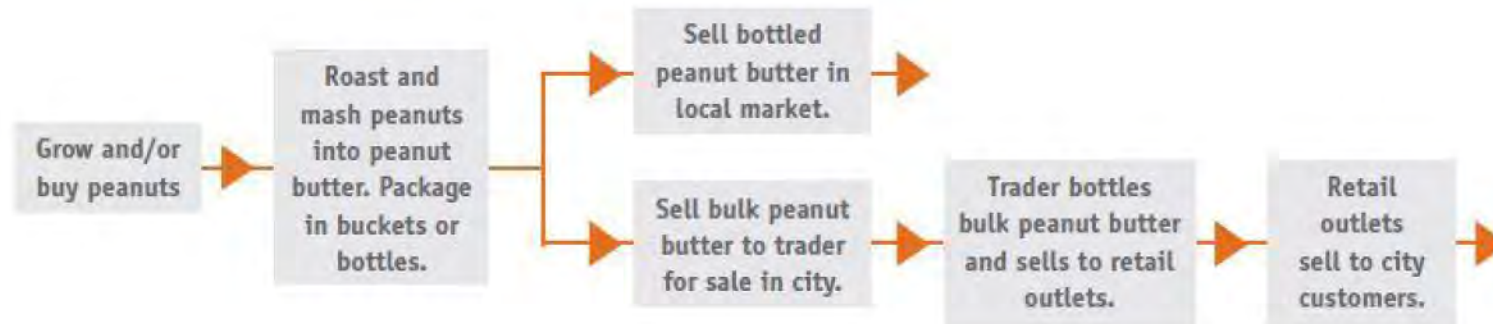 Grow and/or
buy peanuts
Roast and
mash peanuts
into peanut
butter. Package
in buckets or
bottles.
Sell bottled
peanut butter in
local market.
Sell bulk peanut
butter to trader
for sale in city.
Trader bottles
bulk peanut butter
and sells to retail
outlets.
Retail
outlets
sell to city
customers.